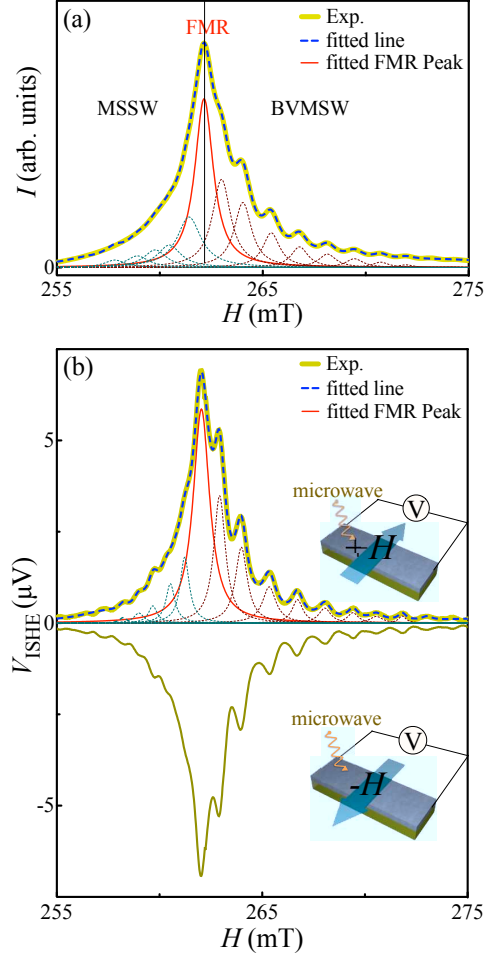 (a)
FMR
Exp.
fitted line
fitted FMR Peak
MSSW
BVMSW
I (arb. units)
0
255
265
275
H (mT)
(b)
Exp.
fitted line
fitted FMR Peak
5
microwave
V
+H
V_ISHE (μV)
0
microwave
V
-H
-5
255
265
275
H (mT)